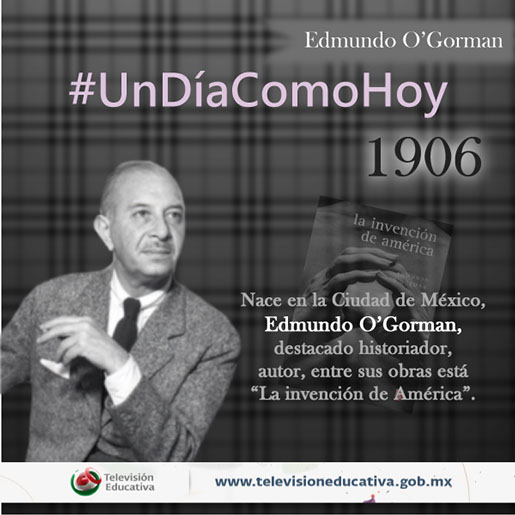 Edmundo O’Gorman
#UnDíaComoHoy
1906
la invención
de américa
Nace en la Ciudad de México,
Edmundo O’Gorman,
destacado historiador,
autor, entre sus obras está
“La invención de América”.
Televisión
Educativa
www.televisioneducativa.gob.mx